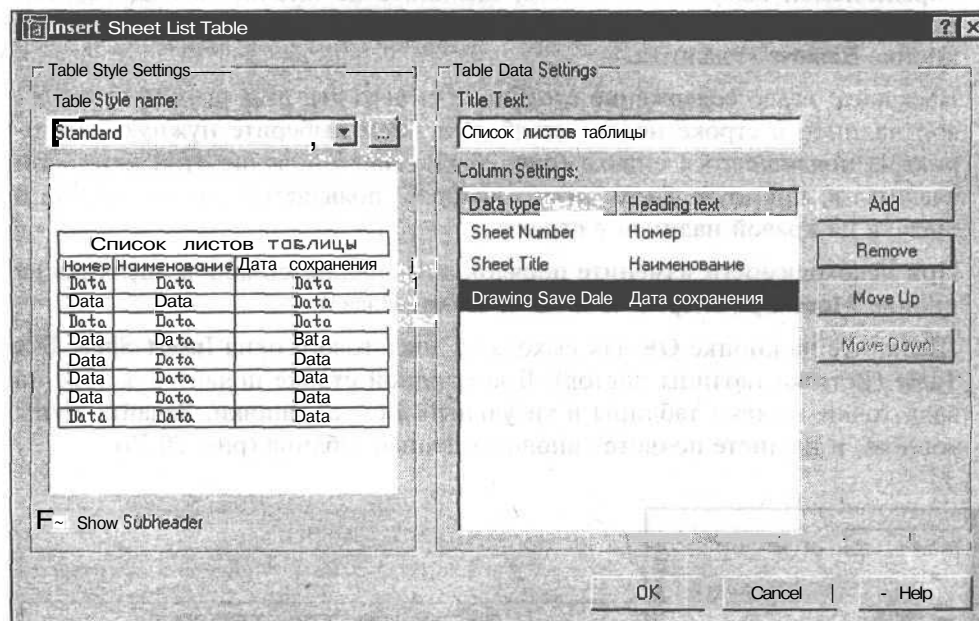 Insert Sheet List Table
Table Style Settings
Table Style name:
Standard
...
Список листов таблицы
Номер Наименование Дата сохранения
Data Data Data
Data Data Data
Data Data Data
Data Data Bata
Data Data Data
Data Data Data
Data Data Data
Data Data Data
F~ Show Subheader
Table Data Settings
Title Text:
Список листов таблицы
Column Settings:
Data type Heading text
Sheet Number Номер
Sheet Title Наименование
Drawing Save Dale Дата сохранения
Add
Remove
Move Up
Move Down
OK
Cancel
- Help